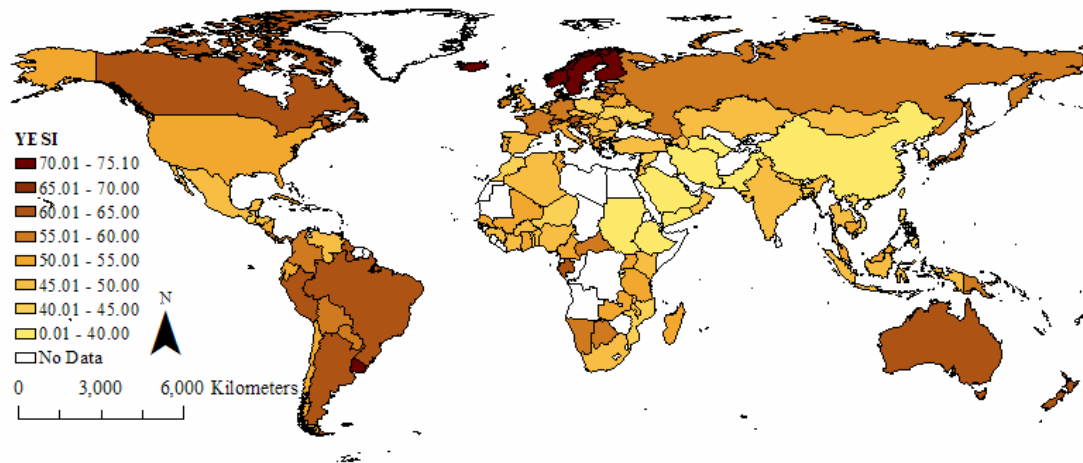 YESI
70.01 - 75.10
65.01 - 70.00
60.01 - 65.00
55.01 - 60.00
50.01 - 55.00
45.01 - 50.00
40.01 - 45.00
0.01 - 40.00
No Data
N
0 3,000 6,000 Kilometers